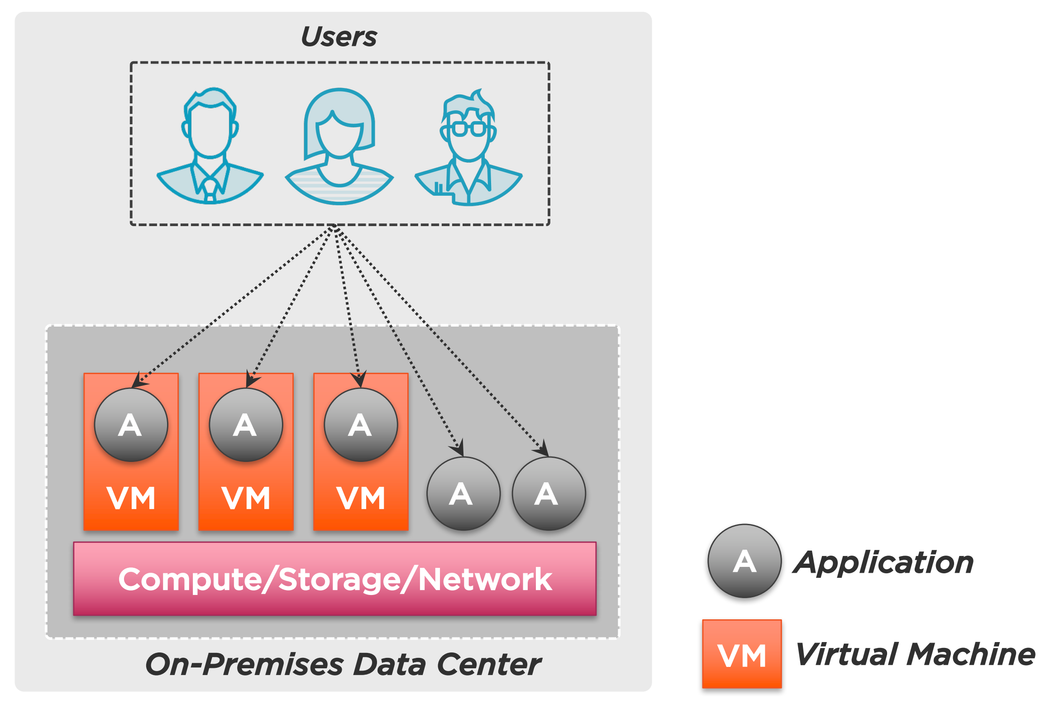 Users
A
A
A
VM
VM
VM
A
A
Compute/Storage/Network
On-Premises Data Center
A Application
VM Virtual Machine